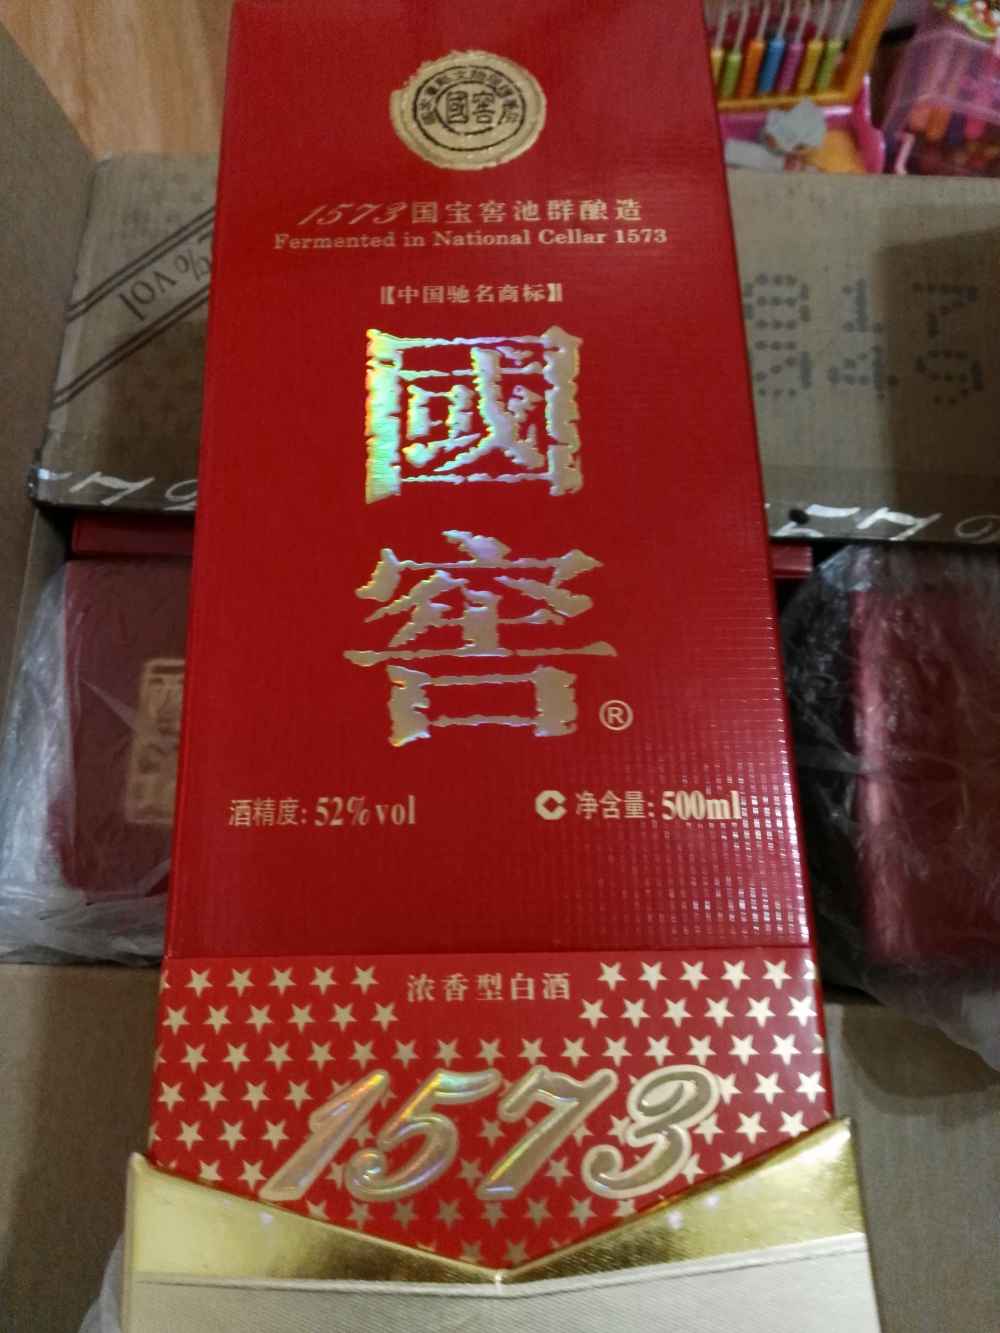 國窖
1573国宝窖池群酿造
Fermented in National Cellar 1573
【中国驰名商标】
國
窖
®
酒精度: 52%vol
净含量: 500ml
浓香型白酒
1573
%VOL